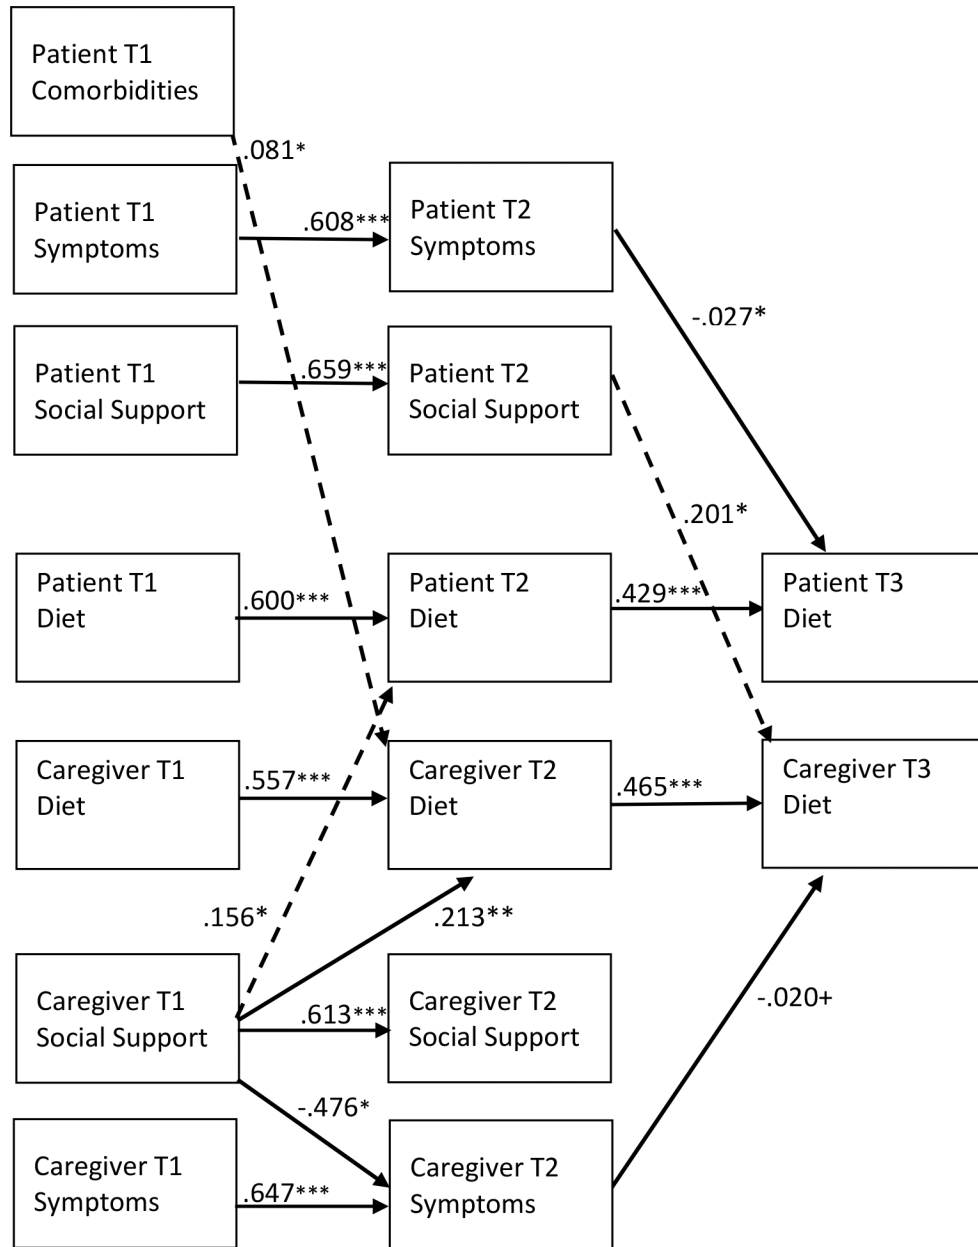 Patient T1
Comorbidities
.081*
Patient T1
Symptoms
.608***
Patient T2
Symptoms
-.027*
Patient T1
Social Support
.659***
Patient T2
Social Support
.201*
Patient T1
Diet
.600***
Patient T2
Diet
.429***
Patient T3
Diet
Caregiver T1
Diet
.557***
Caregiver T2
Diet
.465***
Caregiver T3
Diet
.156*
.213**
Caregiver T1
Social Support
.613***
Caregiver T2
Social Support
-.020+
-.476*
Caregiver T1
Symptoms
.647***
Caregiver T2
Symptoms